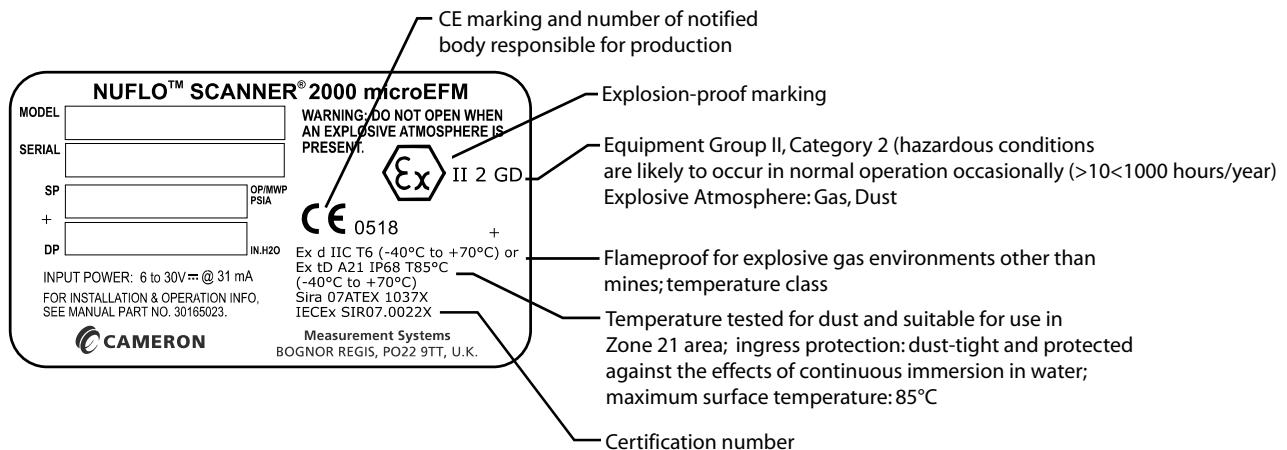 CE marking and number of notified
body responsible for production
NUFLO™ SCANNER® 2000 microEFM
MODEL
SERIAL
SP
+
DP
OP/MWP
PSIA
IN.H2O
WARNING: DO NOT OPEN WHEN
AN EXPLOSIVE ATMOSPHERE IS
PRESENT.
Ex II 2 GD
CE 0518
+
INPUT POWER: 6 to 30V⎓ @ 31 mA
FOR INSTALLATION & OPERATION INFO,
SEE MANUAL PART NO. 30165023.
CAMERON
Ex d IIC T6 (-40°C to +70°C) or
Ex tD A21 IP68 T85°C
(-40°C to +70°C)
Sira 07ATEX 1037X
IECEx SIR07.0022X
Measurement Systems
BOGNOR REGIS, PO22 9TT, U.K.
Explosion-proof marking
Equipment Group II, Category 2 (hazardous conditions
are likely to occur in normal operation occasionally (>10<1000 hours/year)
Explosive Atmosphere: Gas, Dust
Flameproof for explosive gas environments other than
mines; temperature class
Temperature tested for dust and suitable for use in
Zone 21 area; ingress protection: dust-tight and protected
against the effects of continuous immersion in water;
maximum surface temperature: 85°C
Certification number